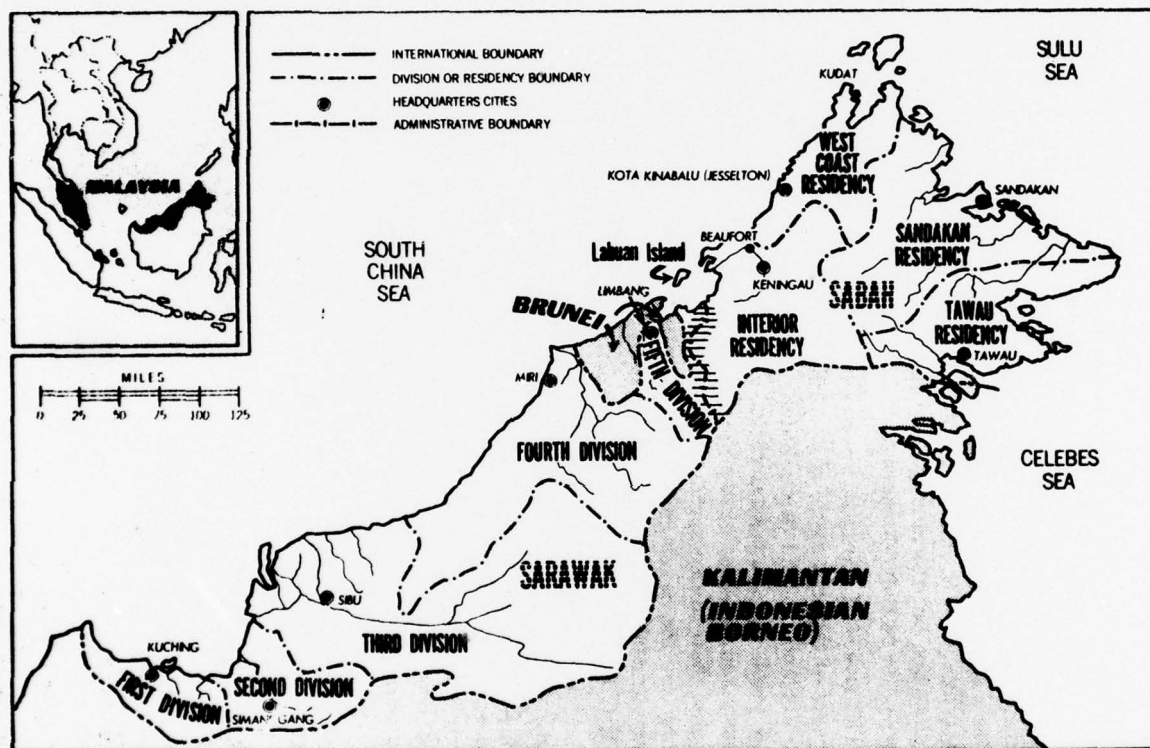 MALAYSIA
INTERNATIONAL BOUNDARY
DIVISION OR RESIDENCY BOUNDARY
HEADQUARTERS CITIES
ADMINISTRATIVE BOUNDARY
MILES
0 25 50 75 100 125
SULU
SEA
KUDAT
WEST
COAST
RESIDENCY
KOTA KINABALU (JESSELTON)
SANDAKAN
SANDAKAN
RESIDENCY
BEAUFORT
SOUTH
CHINA
SEA
Labuan Island
KENINGAU
SABAH
LIMBANG
BRUNEI
INTERIOR
RESIDENCY
TAWAU
RESIDENCY
TAWAU
FIFTH DIVISION
MIRI
FOURTH DIVISION
CELEBES
SEA
SARAWAK
KALIMANTAN
(INDONESIAN
BORNEO)
SIBU
THIRD DIVISION
KUCHING
FIRST DIVISION
SECOND DIVISION
GANG